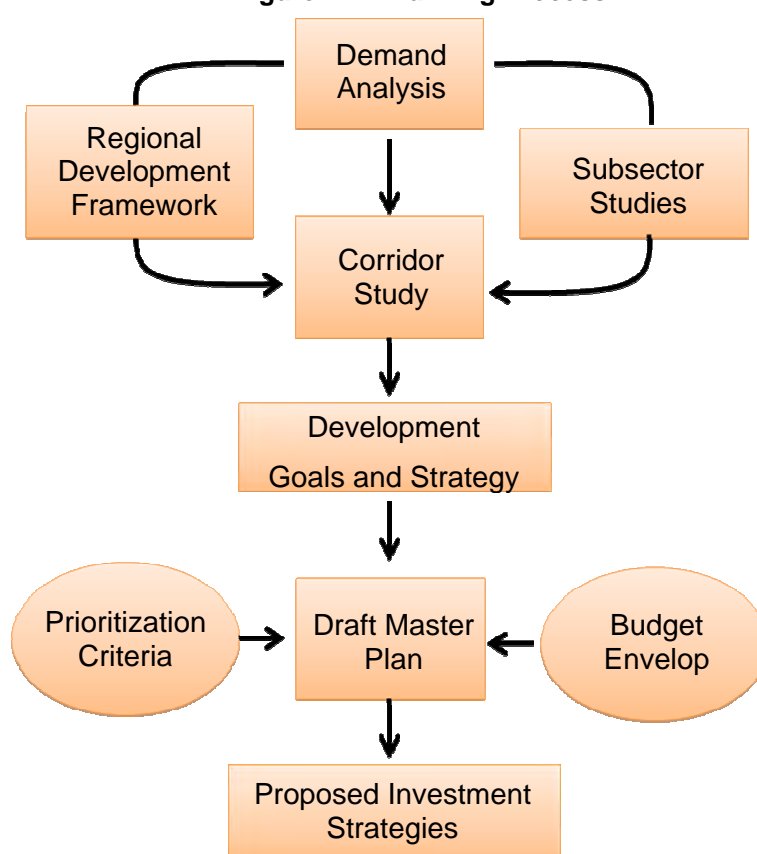 Demand
Analysis
Regional
Development
Framework
Subsector
Studies
Corridor
Study
Development
Goals and Strategy
Prioritization
Criteria
Draft Master
Plan
Budget
Envelop
Proposed Investment
Strategies